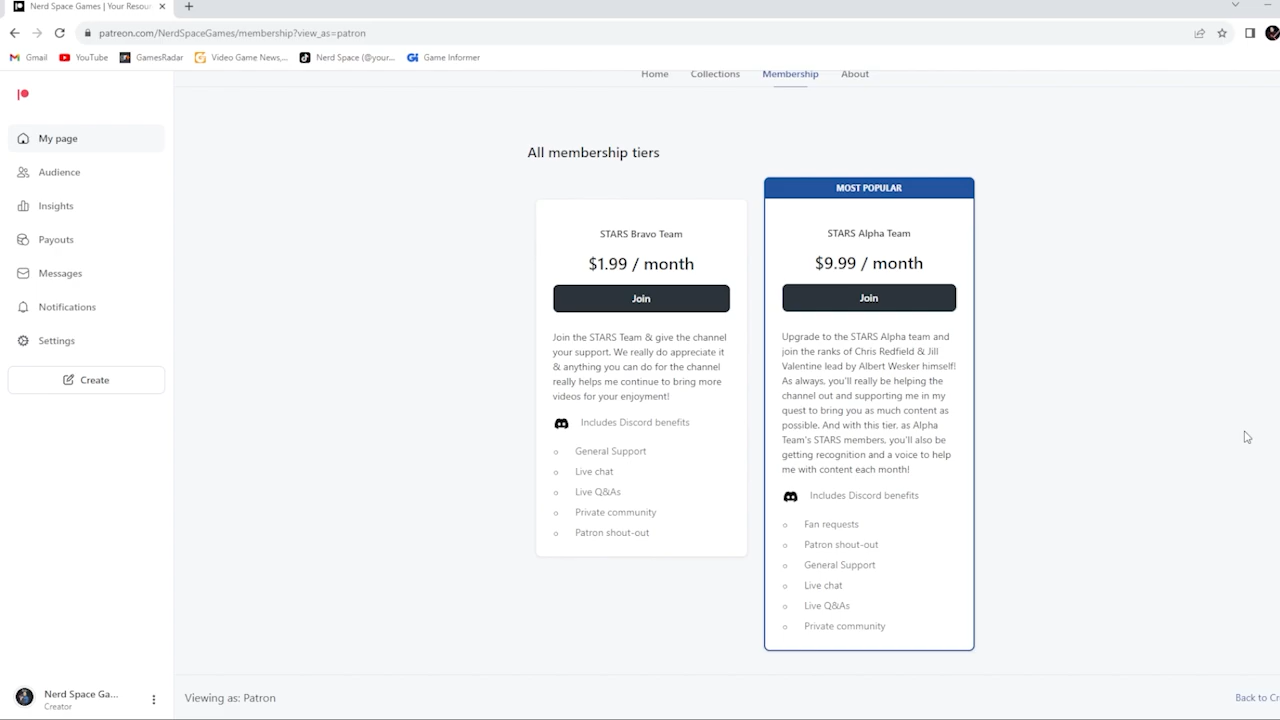 Nerd Space Games | Your Resour
patreon.com/NerdSpaceGames/membership?view_as=patron
Gmail
YouTube
GamesRadar
Video Game News,...
Nerd Space (@your...
Game Informer
Home
Collections
Membership
About
My page
Audience
Insights
Payouts
Messages
Notifications
Settings
Create
Nerd Space Ga...
Creator
All membership tiers
STARS Bravo Team
$1.99 / month
Join
Join the STARS Team & give the channel
your support. We really do appreciate it
& anything you can do for the channel
really helps me continue to bring more
videos for your enjoyment!
Includes Discord benefits
General Support
Live chat
Live Q&As
Private community
Patron shout-out
MOST POPULAR
STARS Alpha Team
$9.99 / month
Join
Upgrade to the STARS Alpha team and
join the ranks of Chris Redfield & Jill
Valentine lead by Albert Wesker himself!
As always, you'll really be helping the
channel out and supporting me in my
quest to bring you as much content as
possible. And with this tier, as Alpha
Team's STARS members, you'll also be
getting recognition and a voice to help
me with content each month!
Includes Discord benefits
Fan requests
Patron shout-out
General Support
Live chat
Live Q&As
Private community
Viewing as: Patron
Back to Cr